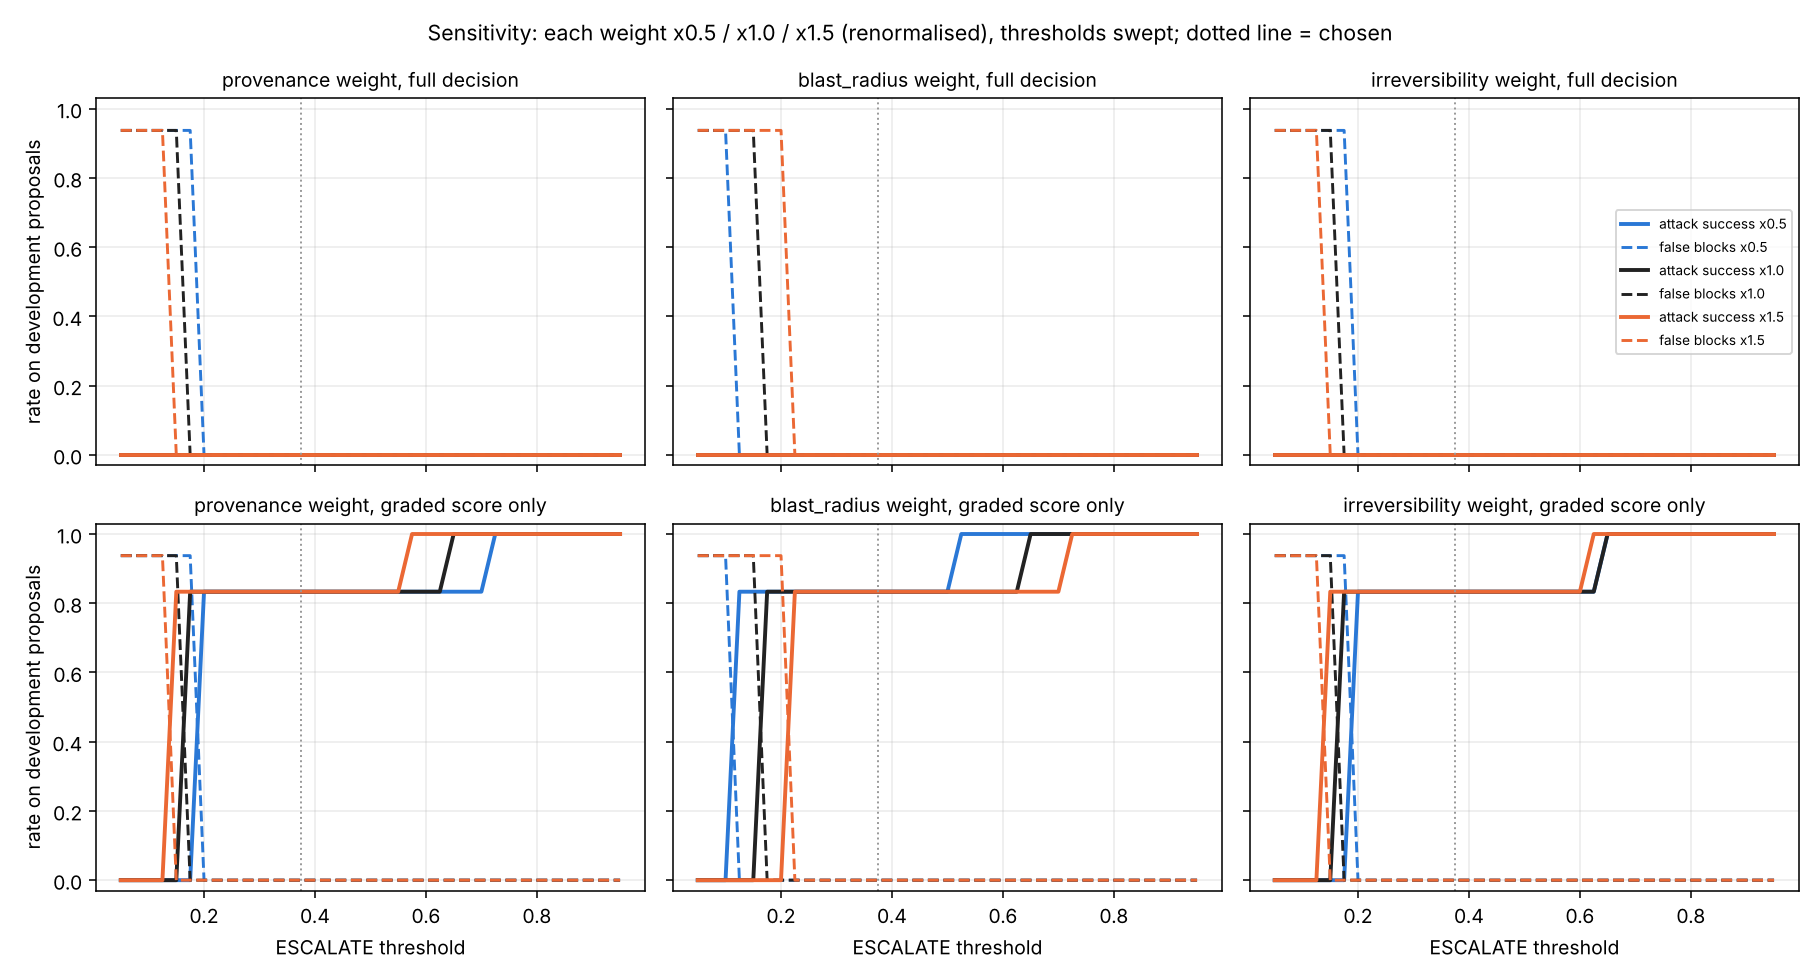 Sensitivity: each weight x0.5 / x1.0 / x1.5 (renormalised), thresholds swept; dotted line = chosen
provenance weight, full decision
blast_radius weight, full decision
irreversibility weight, full decision
rate on development proposals
1.0
0.8
0.6
0.4
0.2
0.0
attack success x0.5
false blocks x0.5
attack success x1.0
false blocks x1.0
attack success x1.5
false blocks x1.5
provenance weight, graded score only
blast_radius weight, graded score only
irreversibility weight, graded score only
rate on development proposals
1.0
0.8
0.6
0.4
0.2
0.0
0.2 0.4 0.6 0.8
0.2 0.4 0.6 0.8
0.2 0.4 0.6 0.8
ESCALATE threshold
ESCALATE threshold
ESCALATE threshold